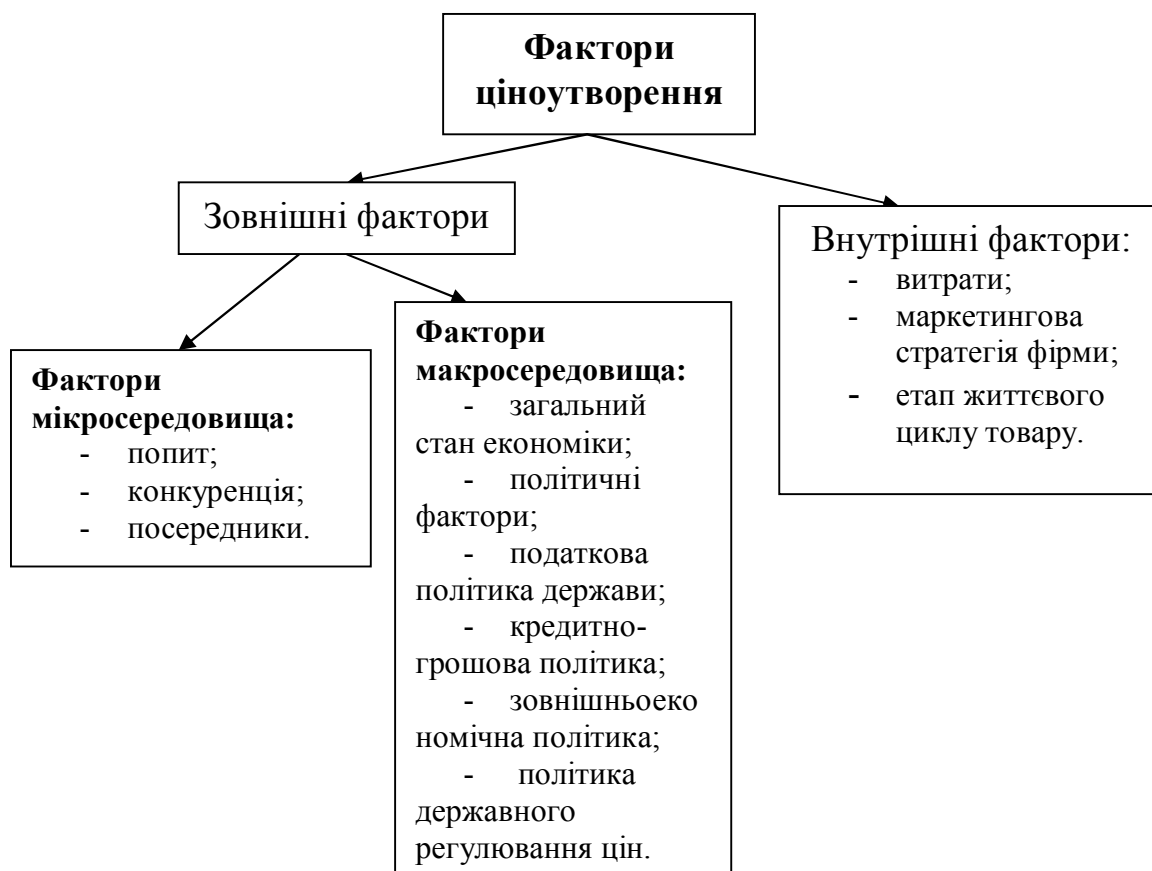 Фактори
ціноутворення
Зовнішні фактори
Внутрішні фактори:
- витрати;
- маркетингова
стратегія фірми;
- етап життєвого
циклу товару.
Фактори
мікросередовища:
- попит;
- конкуренція;
- посередники.
Фактори
макросередовища:
- загальний
стан економіки;
- політичні
фактори;
- податкова
політика держави;
- кредитно-
грошова політика;
- зовнішньоеко
номічна політика;
- політика
державного
регулювання цін.